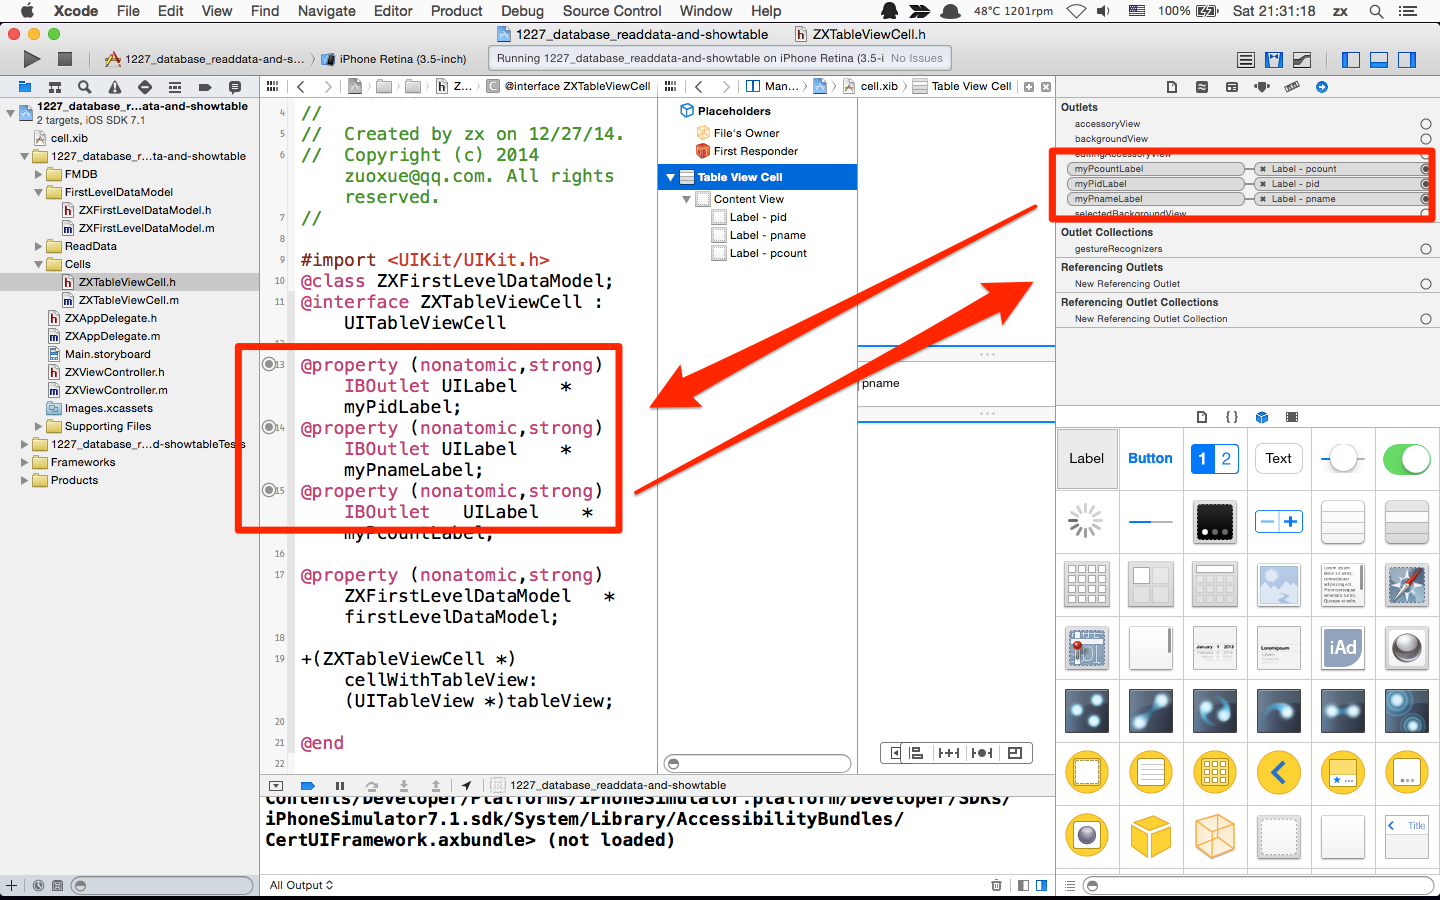 Xcode File Edit View Find Navigate Editor Product Debug Source Control Window Help 48°C 1201rpm 100% Sat 21:31:18 zx
1227_database_readdata-and-showtable ZXTableViewCell.h
1227_database_readdata-and-s... iPhone Retina (3.5-inch)
Running 1227_database_readdata-and-showtable on iPhone Retina (3.5-i No Issues
1227_database_r...ata-and-showtable
2 targets, iOS SDK 7.1
cell.xib
1227_database_r...ta-and-showtable
FMDB
FirstLevelDataModel
ZXFirstLevelDataModel.h
ZXFirstLevelDataModel.m
ReadData
Cells
ZXTableViewCell.h
ZXTableViewCell.m
ZXAppDelegate.h
ZXAppDelegate.m
Main.storyboard
ZXViewController.h
ZXViewController.m
Images.xcassets
Supporting Files
1227_database_r...d-showtableTests
Frameworks
Products
Z... @interface ZXTableViewCell
4 //
5 // Created by zx on 12/27/14.
6 // Copyright (c) 2014
zuoxue@qq.com. All rights
reserved.
7 //
8
9 #import <UIKit/UIKit.h>
10 @class ZXFirstLevelDataModel;
11 @interface ZXTableViewCell :
UITableViewCell
13 @property (nonatomic,strong)
IBOutlet UILabel *
myPidLabel;
14 @property (nonatomic,strong)
IBOutlet UILabel *
myPnameLabel;
15 @property (nonatomic,strong)
IBOutlet UILabel *
myPcountLabel;
16
17 @property (nonatomic,strong)
ZXFirstLevelDataModel *
firstLevelDataModel;
18
19 +(ZXTableViewCell *)
cellWithTableView:
(UITableView *)tableView;
20
21 @end
22
1227_database_readdata-and-showtable
Contents/Developer/Platforms/iPhoneSimulator.platform/Developer/SDKs/
iPhoneSimulator7.1.sdk/System/Library/AccessibilityBundles/
CertUIFramework.axbundle> (not loaded)
All Output
Man... cell.xib Table View Cell
Placeholders
File's Owner
First Responder
Table View Cell
Content View
Label - pid
Label - pname
Label - pcount
pname
Outlets
accessoryView
backgroundView
editingAccessoryView
myPcountLabel Label - pcount
myPidLabel Label - pid
myPnameLabel Label - pname
selectedBackgroundView
Outlet Collections
gestureRecognizers
Referencing Outlets
New Referencing Outlet
Referencing Outlet Collections
New Referencing Outlet Collection
{ }
Label Button 1 2 Text
iAd
Title